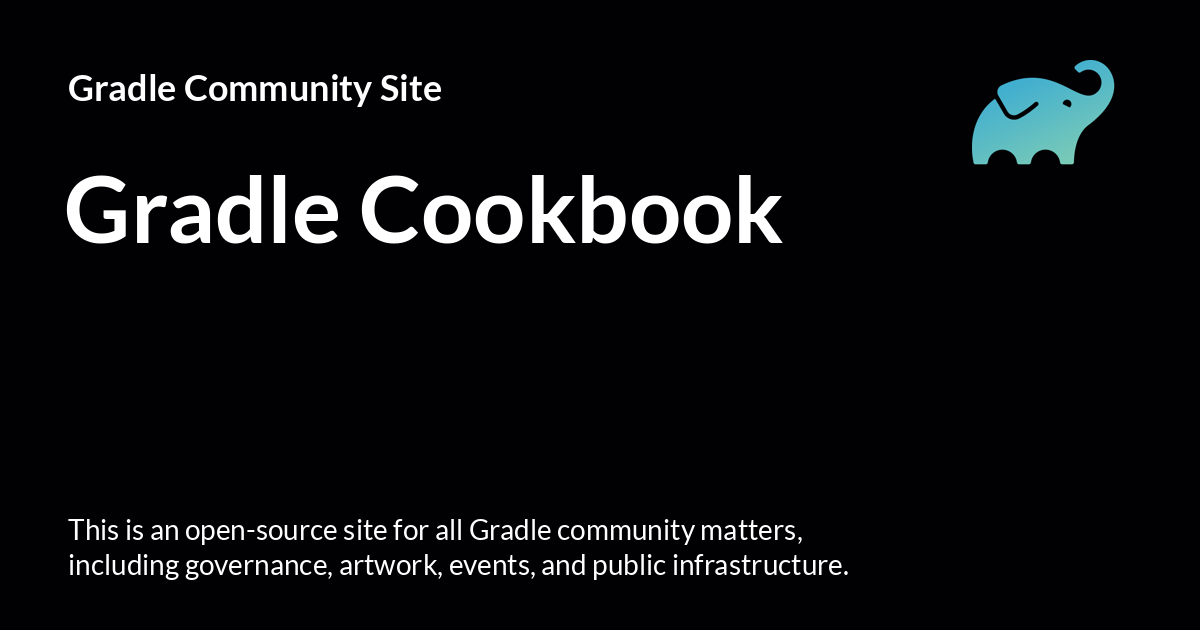 Gradle Community Site
Gradle Cookbook
This is an open-source site for all Gradle community matters,
including governance, artwork, events, and public infrastructure.